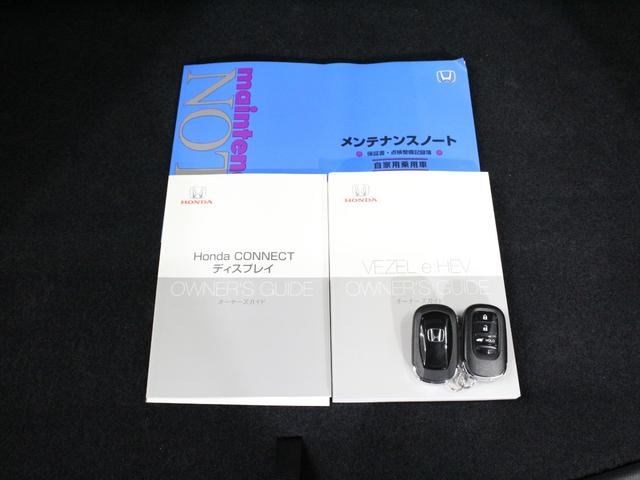 mainten
NOT
メンテナンスノート
保証書・点検整備記録簿
自家用乗用車
HONDA
Honda CONNECT
ディスプレイ
OWNER'S GUIDE
オーナーズガイド
HONDA
VEZEL e:HEV
OWNER'S GUIDE
オーナーズガイド
HOLD